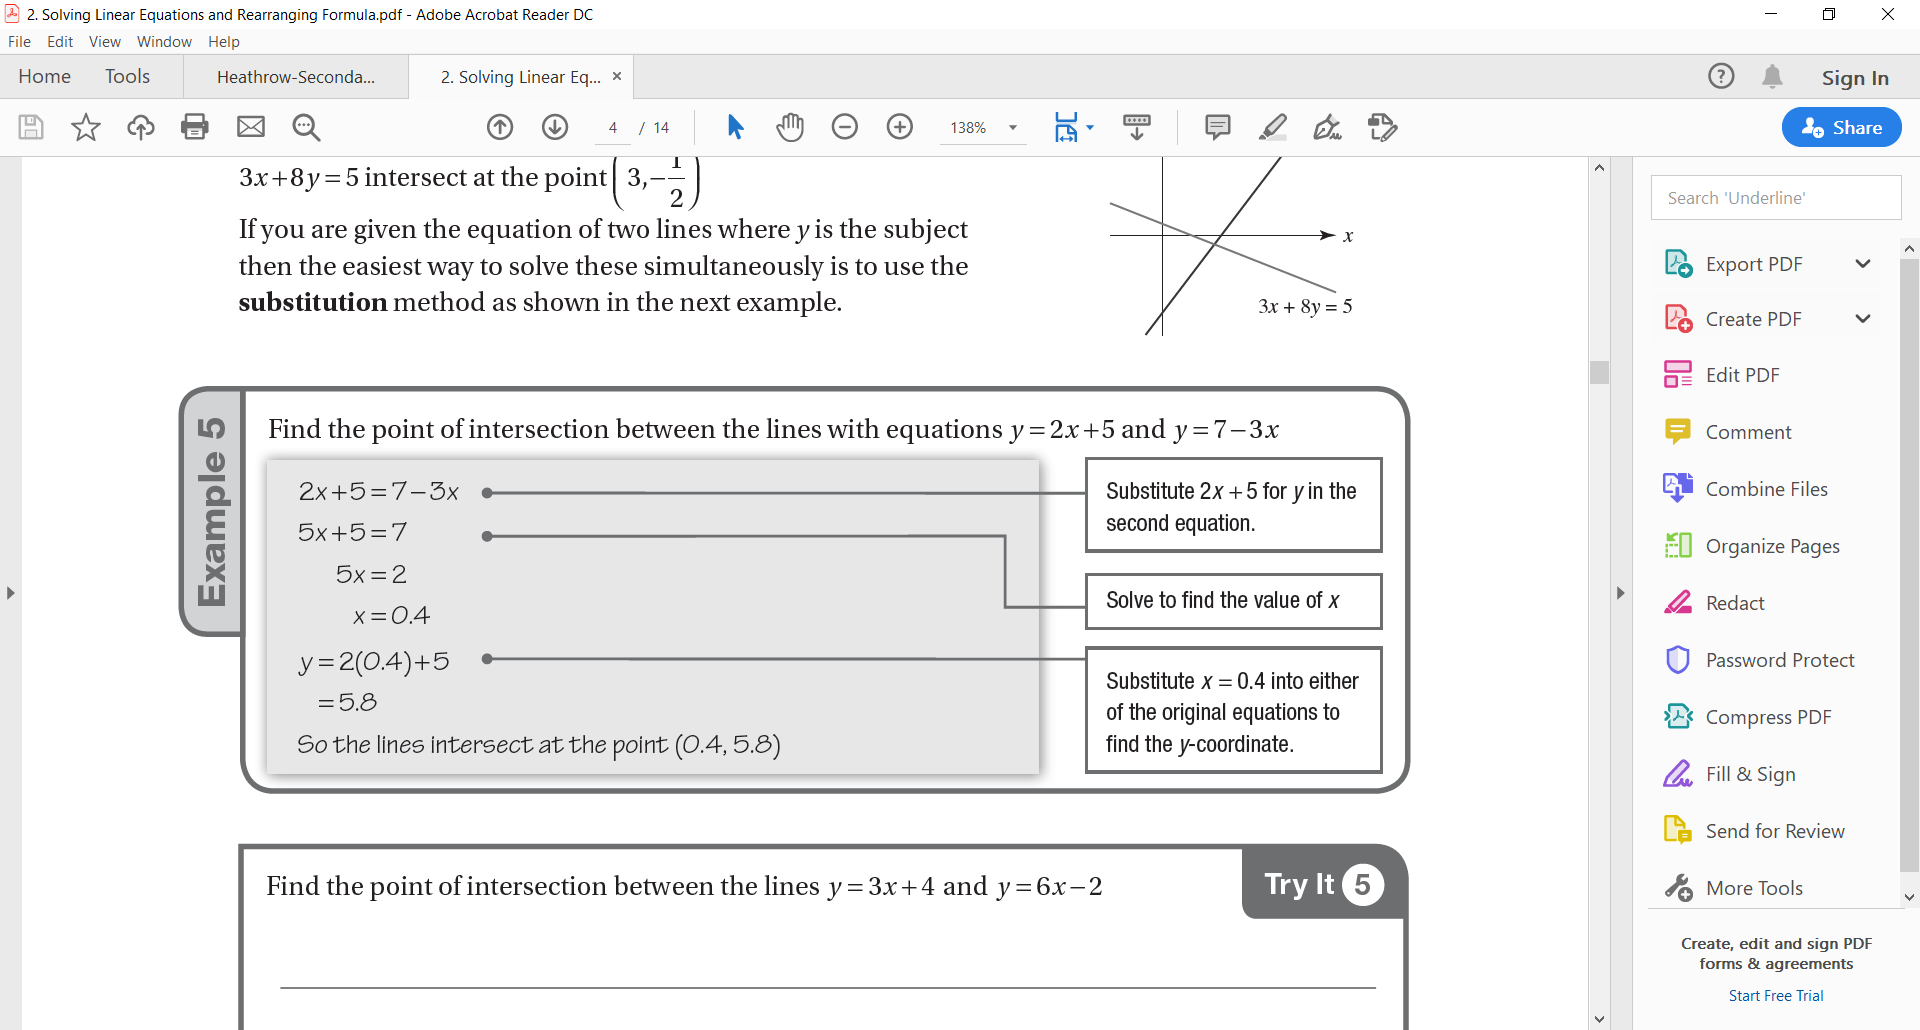 2. Solving Linear Equations and Rearranging Formula.pdf - Adobe Acrobat Reader DC
File Edit View Window Help
Home Tools Heathrow-Seconda... 2. Solving Linear Eq... × Sign In
4 / 14 138% Share
3x+8y=5 intersect at the point (3,-1/2)
If you are given the equation of two lines where y is the subject
then the easiest way to solve these simultaneously is to use the
substitution method as shown in the next example.
x
3x + 8y = 5
Example 5
Find the point of intersection between the lines with equations y=2x+5 and y=7-3x
2x+5=7-3x
5x+5=7
5x=2
x=0.4
y=2(0.4)+5
=5.8
So the lines intersect at the point (0.4, 5.8)
Substitute 2x + 5 for y in the
second equation.
Solve to find the value of x
Substitute x = 0.4 into either
of the original equations to
find the y-coordinate.
Find the point of intersection between the lines y=3x+4 and y=6x-2
Try It 5
Search 'Underline'
Export PDF
Create PDF
Edit PDF
Comment
Combine Files
Organize Pages
Redact
Password Protect
Compress PDF
Fill & Sign
Send for Review
More Tools
Create, edit and sign PDF
forms & agreements
Start Free Trial